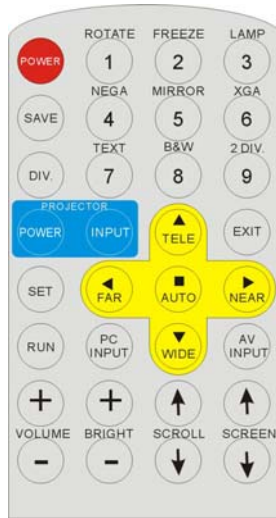 ROTATE FREEZE LAMP
POWER 1 2 3
NEGA MIRROR XGA
SAVE 4 5 6
TEXT B&W 2 DIV.
DIV. 7 8 9
PROJECTOR
POWER INPUT TELE EXIT
SET FAR AUTO NEAR
RUN PC INPUT WIDE AV INPUT
+ +
VOLUME BRIGHT SCROLL SCREEN
- -